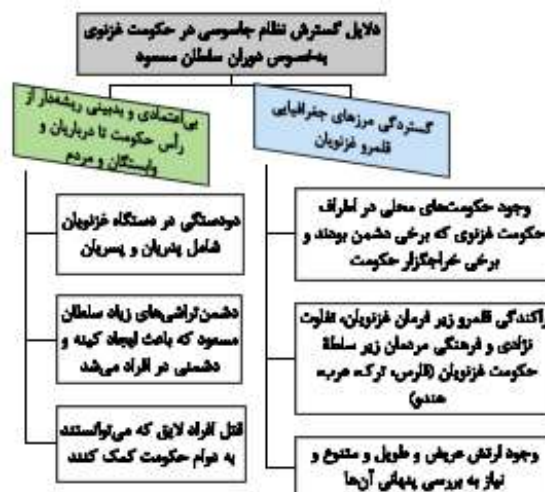 دلایل گسترش نظام جاسوسی در حکومت غزنوی
به‌خصوص دوران سلطان مسعود
گستردگی مرزهای جغرافیایی
قلمرو غزنویان
وجود حکومت‌های محلی در اطراف
حکومت غزنوی که برخی دشمن بودند و
برخی خراجگزار حکومت
راکندگی قلمرو زیر فرمان غزنویان، تفاوت
نژادی و فرهنگی مردمان زیر سلطهٔ
حکومت غزنویان (فارس، ترک، عرب،
هندو)
وجود ارتش عریض و طویل و متنوع و
نیاز به بررسی پنهانی آن‌ها
بی‌اعتمادی و بدبینی ریشه‌دار از
رأس حکومت تا درباریان و
وابستگان و مردم
دودستگی در دستگاه غزنویان
شامل پدریان و پسریان
دشمن‌تراشی‌های زیاد سلطان
مسعود که باعث ایجاد کینه و
دشمنی در افراد می‌شد
قتل افراد لایق که می‌توانستند
به دوام حکومت کمک کنند